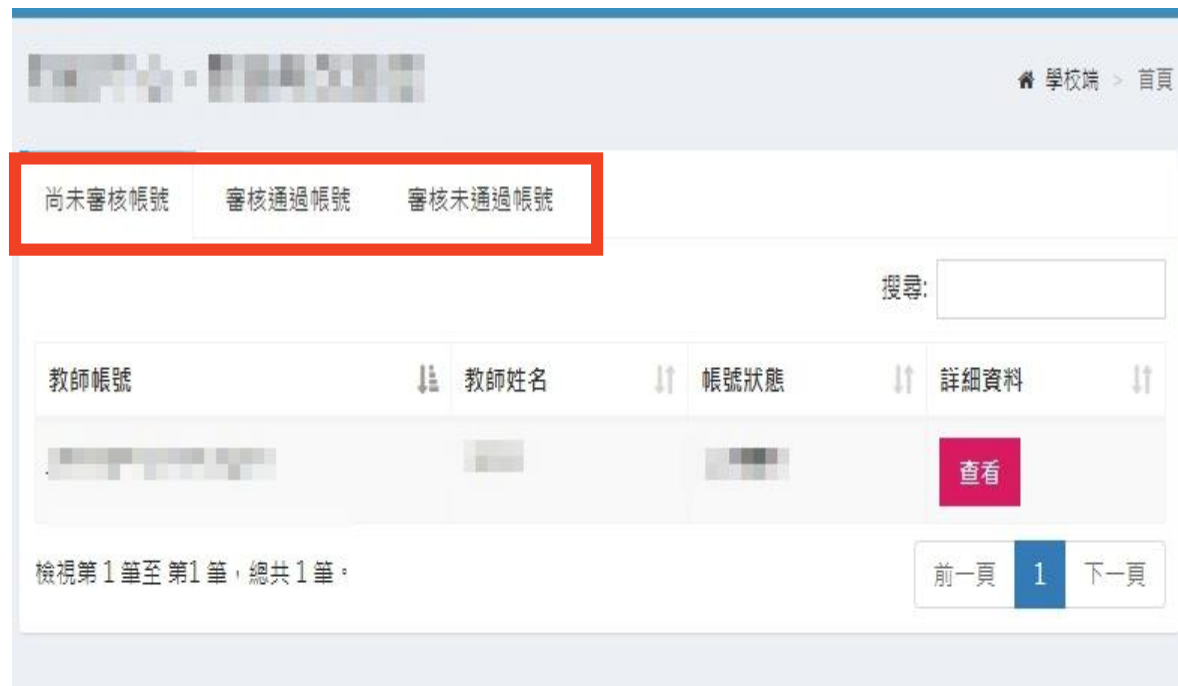 學校端 > 首頁
尚未審核帳號 審核通過帳號 審核未通過帳號
搜尋:
教師帳號 教師姓名 帳號狀態 詳細資料
查看
檢視第 1 筆至 第1 筆，總共 1 筆。
前一頁 1 下一頁